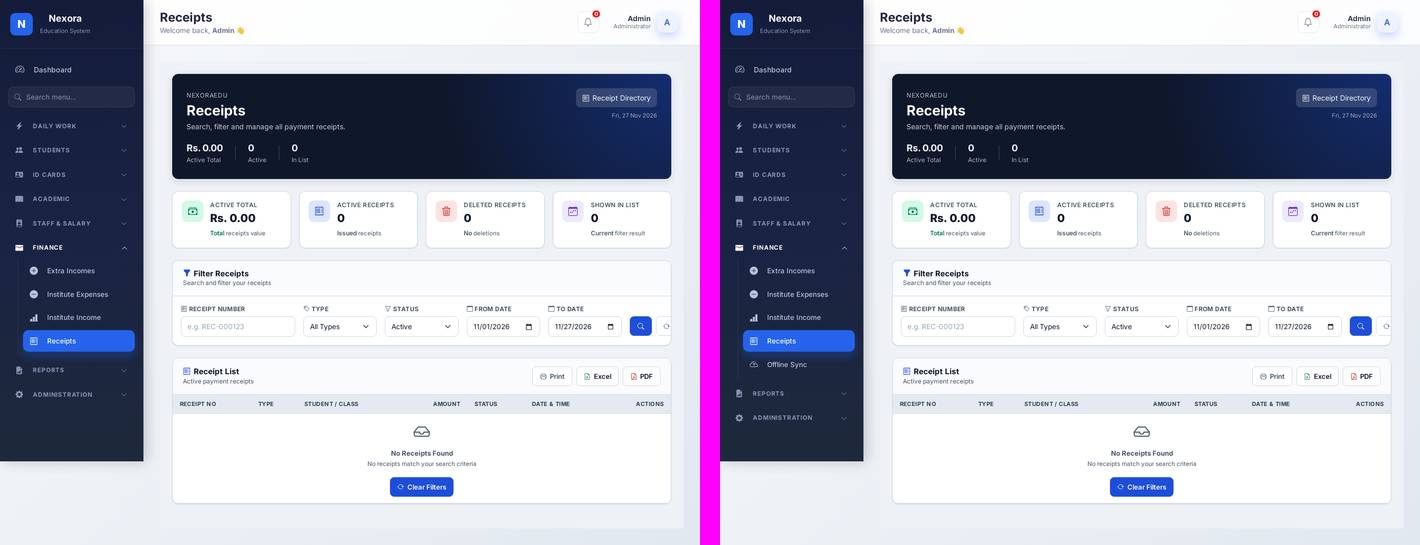 N
Nexora
Education System
Dashboard
Search menu...
DAILY WORK
STUDENTS
ID CARDS
ACADEMIC
STAFF & SALARY
FINANCE
Extra Incomes
Institute Expenses
Institute Income
Receipts
REPORTS
ADMINISTRATION
Receipts
Welcome back, Admin 👋
0
Admin
Administrator
A
NEXORAEDU
Receipts
Search, filter and manage all payment receipts.
Rs. 0.00 0 0
Active Total Active In List
Receipt Directory
Fri, 27 Nov 2026
ACTIVE TOTAL
Rs. 0.00
Total receipts value
ACTIVE RECEIPTS
0
Issued receipts
DELETED RECEIPTS
0
No deletions
SHOWN IN LIST
0
Current filter result
Filter Receipts
Search and filter your receipts
RECEIPT NUMBER TYPE STATUS FROM DATE TO DATE
e.g. REC-000123 All Types Active 11/01/2026 11/27/2026
Receipt List
Active payment receipts
Print Excel PDF
RECEIPT NO TYPE STUDENT / CLASS AMOUNT STATUS DATE & TIME ACTIONS
No Receipts Found
No receipts match your search criteria
Clear Filters
N
Nexora
Education System
Dashboard
Search menu...
DAILY WORK
STUDENTS
ID CARDS
ACADEMIC
STAFF & SALARY
FINANCE
Extra Incomes
Institute Expenses
Institute Income
Receipts
Offline Sync
REPORTS
ADMINISTRATION
Receipts
Welcome back, Admin 👋
0
Admin
Administrator
A
NEXORAEDU
Receipts
Search, filter and manage all payment receipts.
Rs. 0.00 0 0
Active Total Active In List
Receipt Directory
Fri, 27 Nov 2026
ACTIVE TOTAL
Rs. 0.00
Total receipts value
ACTIVE RECEIPTS
0
Issued receipts
DELETED RECEIPTS
0
No deletions
SHOWN IN LIST
0
Current filter result
Filter Receipts
Search and filter your receipts
RECEIPT NUMBER TYPE STATUS FROM DATE TO DATE
e.g. REC-000123 All Types Active 11/01/2026 11/27/2026
Receipt List
Active payment receipts
Print Excel PDF
RECEIPT NO TYPE STUDENT / CLASS AMOUNT STATUS DATE & TIME ACTIONS
No Receipts Found
No receipts match your search criteria
Clear Filters